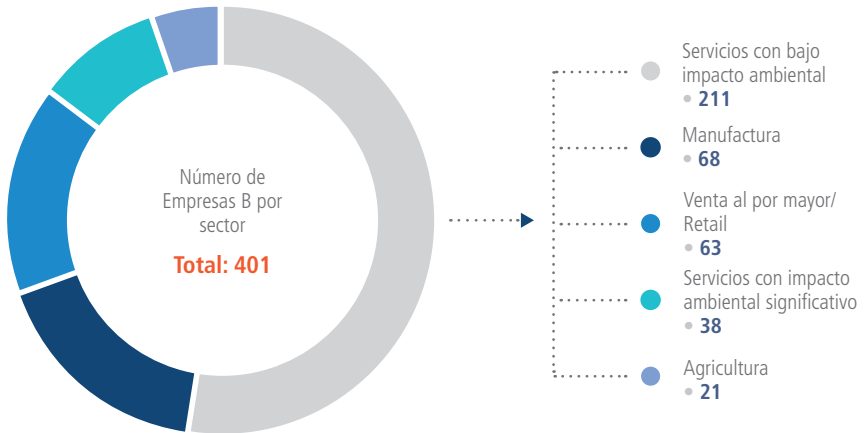 Número de
Empresas B por
sector
Total: 401
Servicios con bajo
impacto ambiental
• 211
Manufactura
• 68
Venta al por mayor/
Retail
• 63
Servicios con impacto
ambiental significativo
• 38
Agricultura
• 21